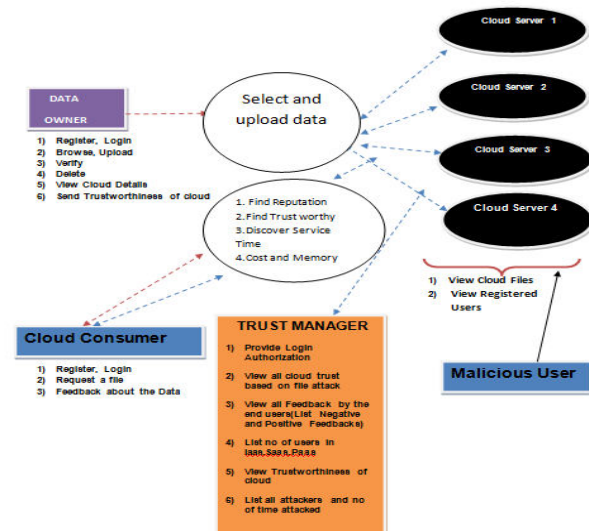 Cloud Server 1
Cloud Server 2
Cloud Server 3
Cloud Server 4
DATA
OWNER
1) Register, Login
2) Browse, Upload
3) Verify
4) Delete
5) View Cloud Details
6) Send Trustworthiness of cloud
Select and
upload data
1. Find Reputation
2.Find Trust worthy
3.Discover Service
Time
4.Cost and Memory
1) View Cloud Files
2) View Registered
Users
Cloud Consumer
1) Register, Login
2) Request a file
3) Feedback about the Data
TRUST MANAGER
1) Provide Login
Authorization
2) View all cloud trust
based on file attack
3) View all Feedback by the
end users(List Negative
and Positive Feedbacks)
4) List no of users in
Iaas,Saas,Paas
5) View Trustworthiness of
cloud
6) List all attackers and no
of time attacked
Malicious User